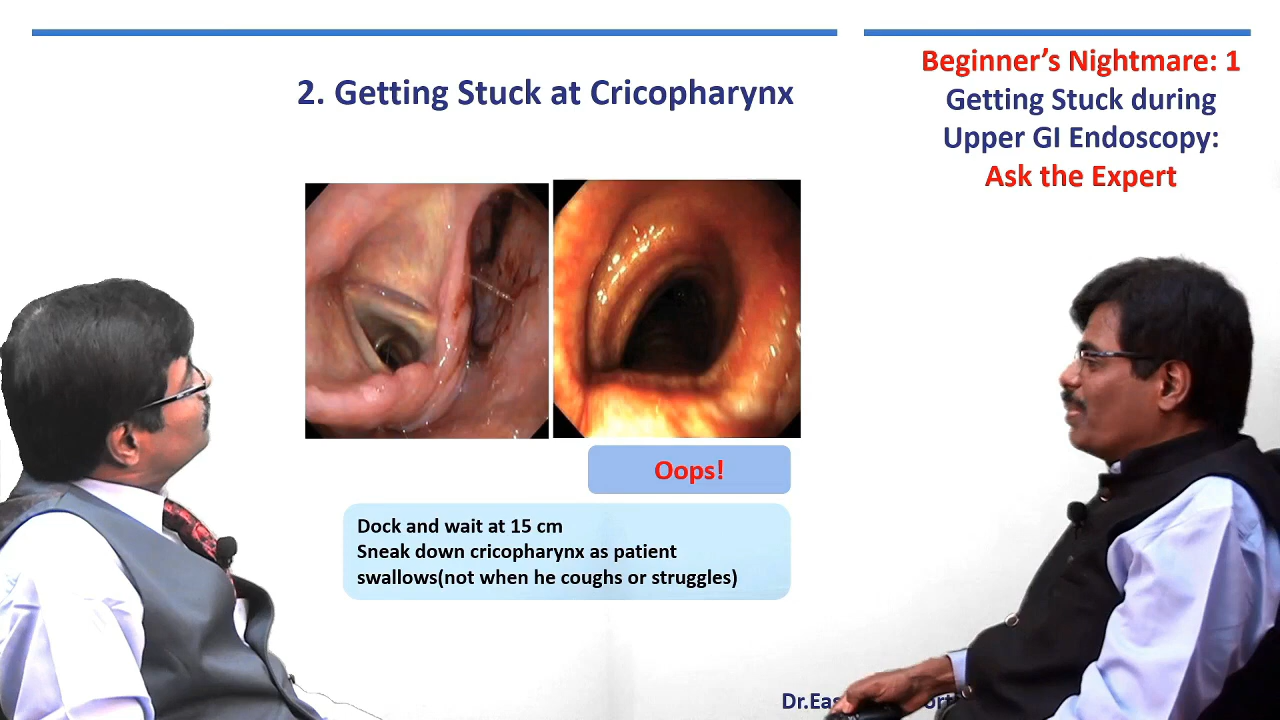 2. Getting Stuck at Cricopharynx
Beginner's Nightmare: 1
Getting Stuck during
Upper GI Endoscopy:
Ask the Expert
Oops!
Dock and wait at 15 cm
Sneak down cricopharynx as patient
swallows(not when he coughs or struggles)